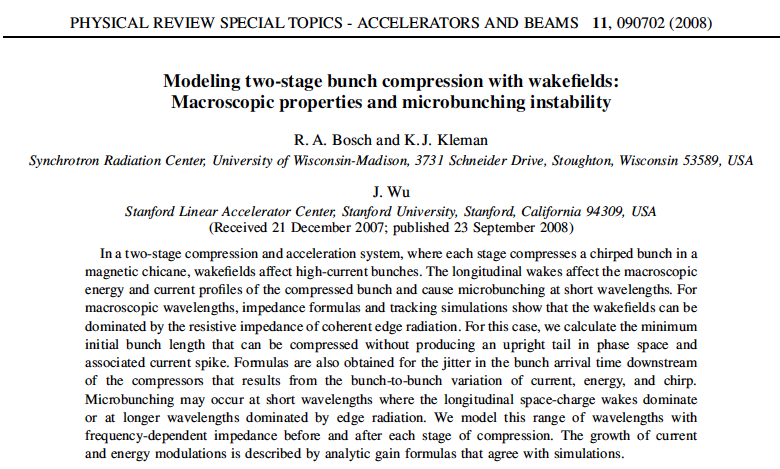 PHYSICAL REVIEW SPECIAL TOPICS - ACCELERATORS AND BEAMS 11, 090702 (2008)
Modeling two-stage bunch compression with wakefields:
Macroscopic properties and microbunching instability
R. A. Bosch and K. J. Kleman
Synchrotron Radiation Center, University of Wisconsin-Madison, 3731 Schneider Drive, Stoughton, Wisconsin 53589, USA
J. Wu
Stanford Linear Accelerator Center, Stanford University, Stanford, California 94309, USA
(Received 21 December 2007; published 23 September 2008)
In a two-stage compression and acceleration system, where each stage compresses a chirped bunch in a
magnetic chicane, wakefields affect high-current bunches. The longitudinal wakes affect the macroscopic
energy and current profiles of the compressed bunch and cause microbunching at short wavelengths. For
macroscopic wavelengths, impedance formulas and tracking simulations show that the wakefields can be
dominated by the resistive impedance of coherent edge radiation. For this case, we calculate the minimum
initial bunch length that can be compressed without producing an upright tail in phase space and
associated current spike. Formulas are also obtained for the jitter in the bunch arrival time downstream
of the compressors that results from the bunch-to-bunch variation of current, energy, and chirp.
Microbunching may occur at short wavelengths where the longitudinal space-charge wakes dominate
or at longer wavelengths dominated by edge radiation. We model this range of wavelengths with
frequency-dependent impedance before and after each stage of compression. The growth of current
and energy modulations is described by analytic gain formulas that agree with simulations.